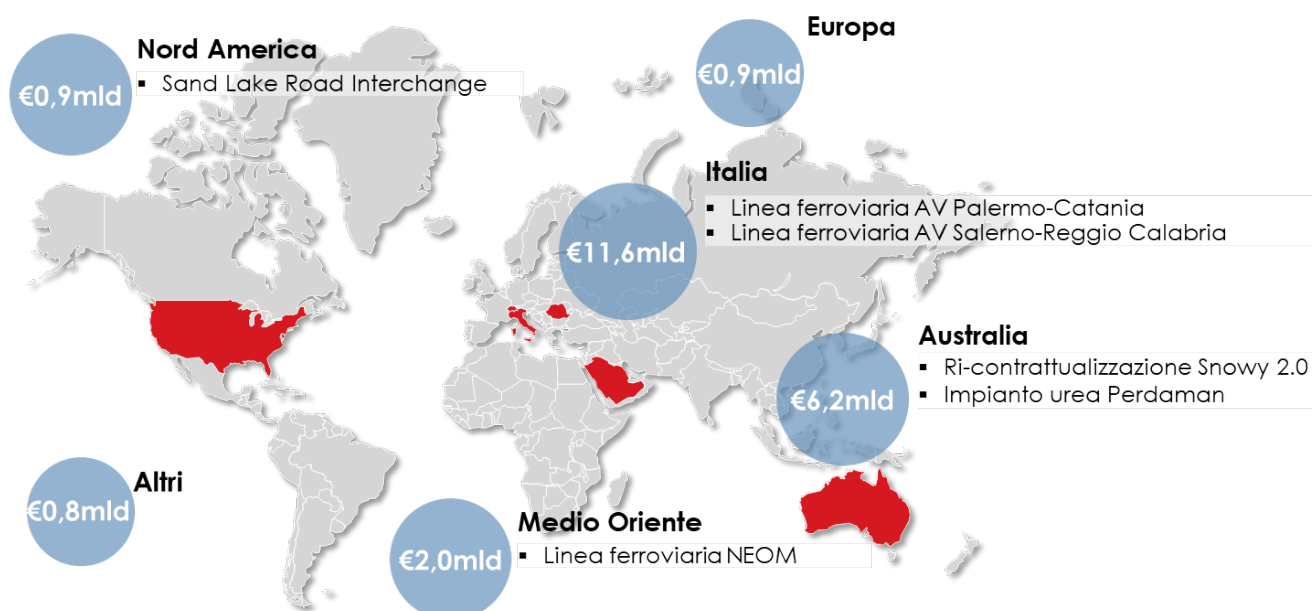 Nord America
€0,9mld
▪ Sand Lake Road Interchange
Europa
€0,9mld
Italia
€11,6mld
▪ Linea ferroviaria AV Palermo-Catania
▪ Linea ferroviaria AV Salerno-Reggio Calabria
Australia
€6,2mld
▪ Ri-contrattualizzazione Snowy 2.0
▪ Impianto urea Perdaman
Altri
€0,8mld
Medio Oriente
€2,0mld
▪ Linea ferroviaria NEOM